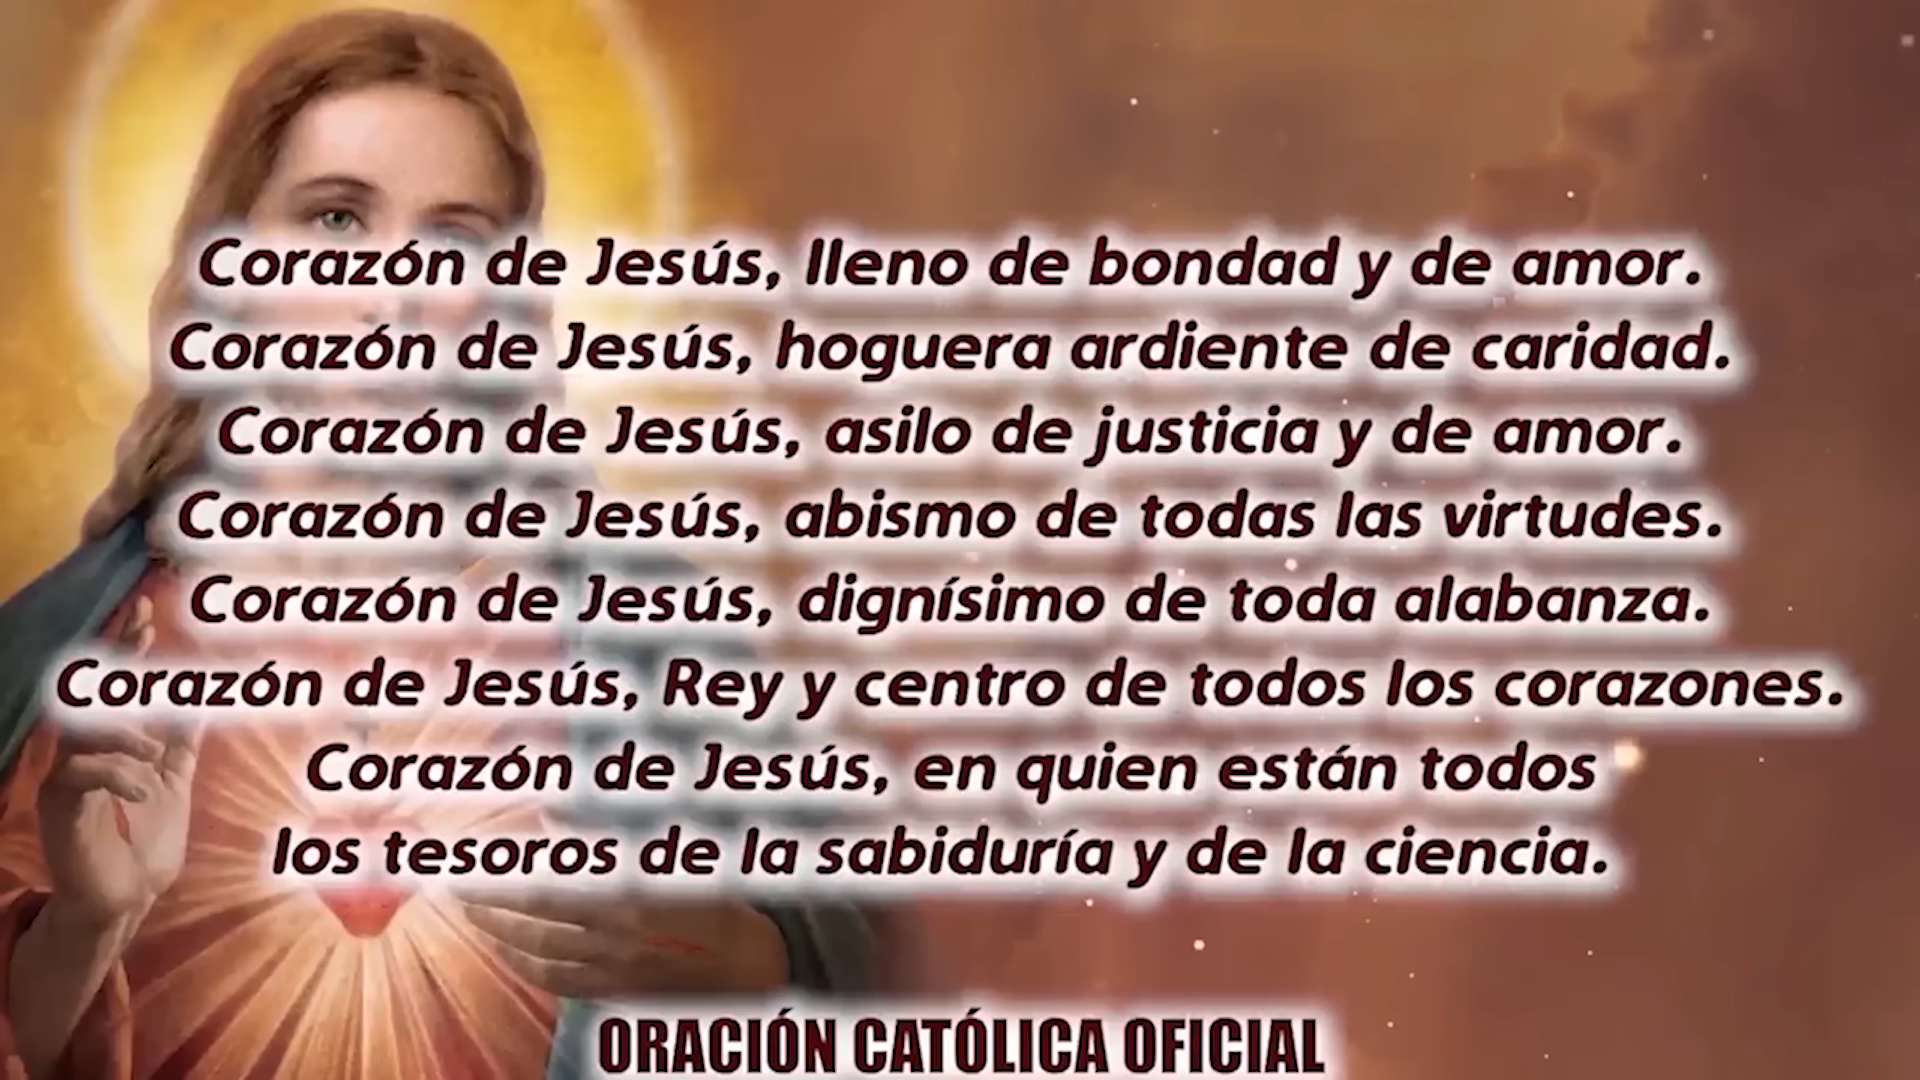 Corazón de Jesús, lleno de bondad y de amor.
Corazón de Jesús, hoguera ardiente de caridad.
Corazón de Jesús, asilo de justicia y de amor.
Corazón de Jesús, abismo de todas las virtudes.
Corazón de Jesús, dignísimo de toda alabanza.
Corazón de Jesús, Rey y centro de todos los corazones.
Corazón de Jesús, en quien están todos
los tesoros de la sabiduría y de la ciencia.
ORACIÓN CATÓLICA OFICIAL